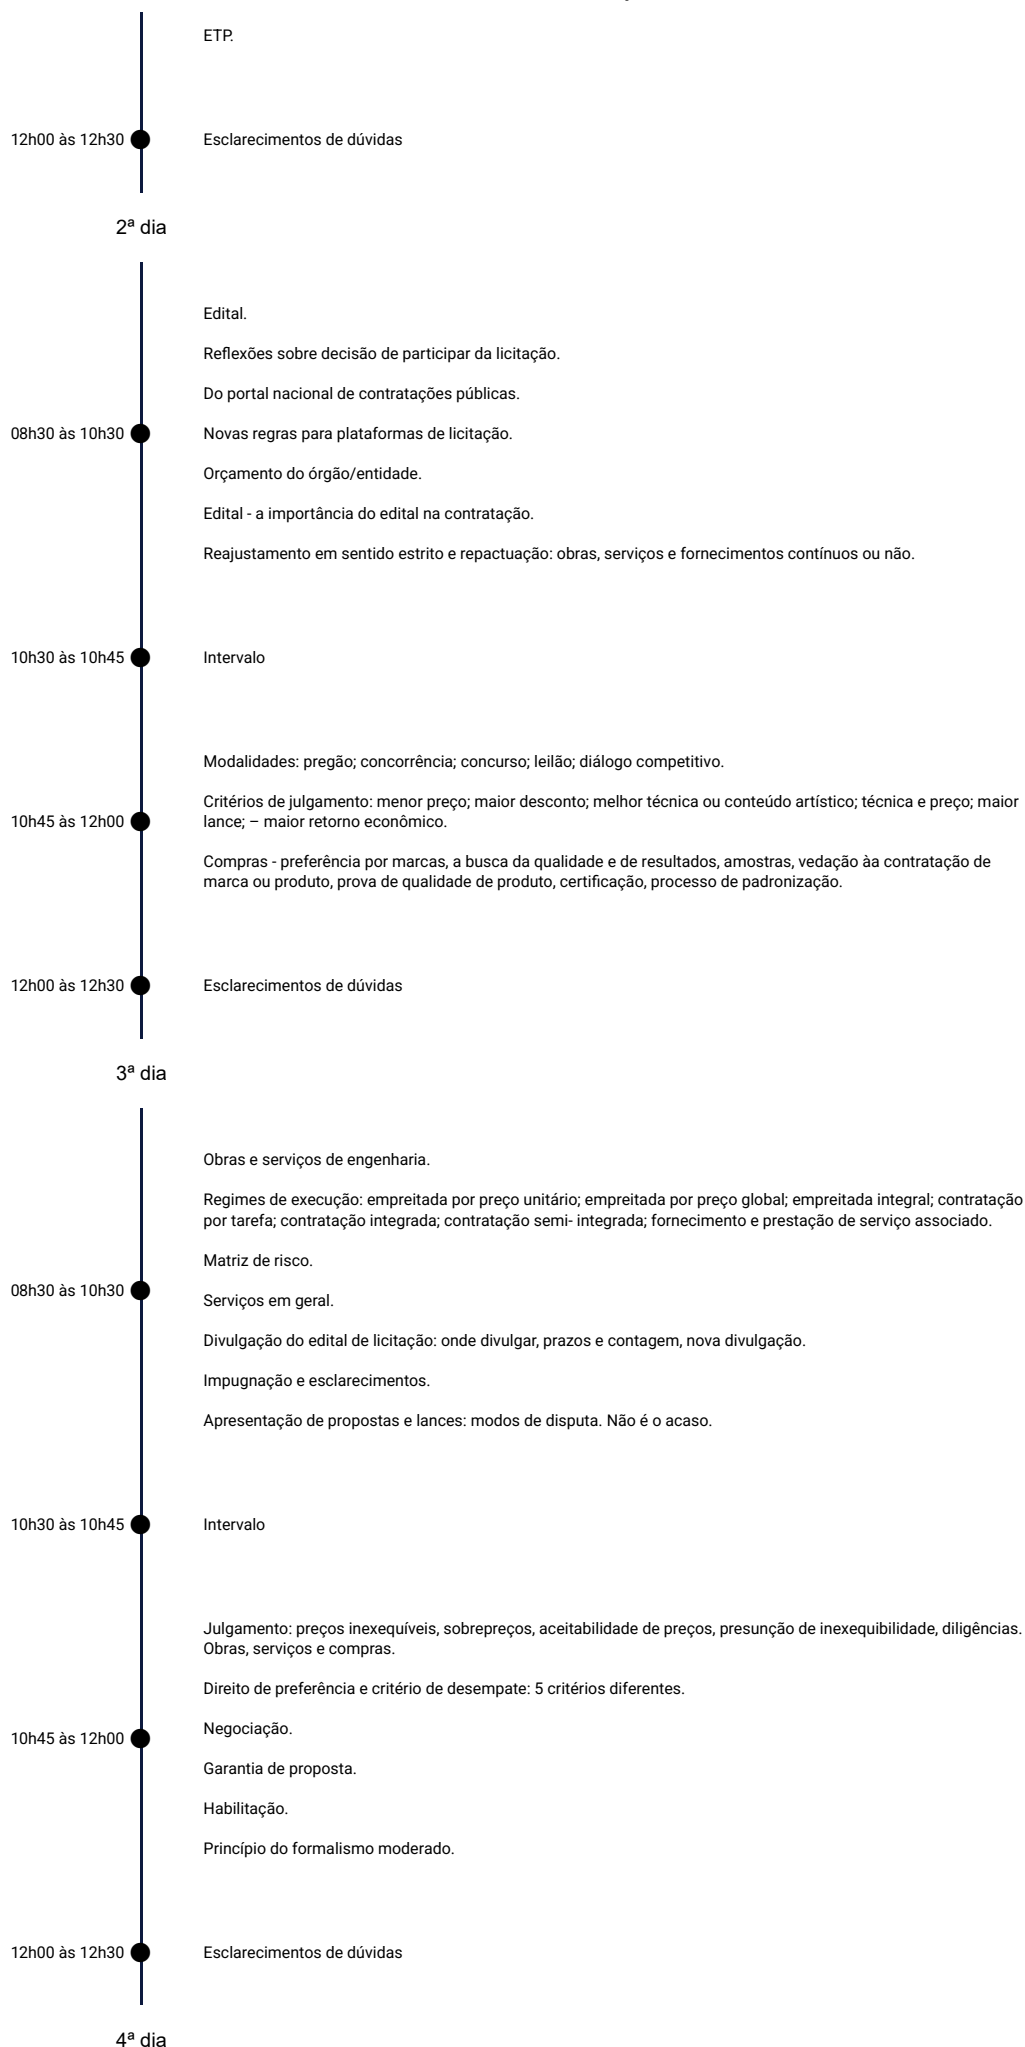 ETP.
12h00 às 12h30
Esclarecimentos de dúvidas
2ª dia
Edital.
Reflexões sobre decisão de participar da licitação.
Do portal nacional de contratações públicas.
08h30 às 10h30
Novas regras para plataformas de licitação.
Orçamento do órgão/entidade.
Edital - a importância do edital na contratação.
Reajustamento em sentido estrito e repactuação: obras, serviços e fornecimentos contínuos ou não.
10h30 às 10h45
Intervalo
Modalidades: pregão; concorrência; concurso; leilão; diálogo competitivo.
10h45 às 12h00
Critérios de julgamento: menor preço; maior desconto; melhor técnica ou conteúdo artístico; técnica e preço; maior
lance; – maior retorno econômico.
Compras - preferência por marcas, a busca da qualidade e de resultados, amostras, vedação àa contratação de
marca ou produto, prova de qualidade de produto, certificação, processo de padronização.
12h00 às 12h30
Esclarecimentos de dúvidas
3ª dia
Obras e serviços de engenharia.
Regimes de execução: empreitada por preço unitário; empreitada por preço global; empreitada integral; contratação
por tarefa; contratação integrada; contratação semi- integrada; fornecimento e prestação de serviço associado.
Matriz de risco.
08h30 às 10h30
Serviços em geral.
Divulgação do edital de licitação: onde divulgar, prazos e contagem, nova divulgação.
Impugnação e esclarecimentos.
Apresentação de propostas e lances: modos de disputa. Não é o acaso.
10h30 às 10h45
Intervalo
Julgamento: preços inexequíveis, sobrepreços, aceitabilidade de preços, presunção de inexequibilidade, diligências.
Obras, serviços e compras.
Direito de preferência e critério de desempate: 5 critérios diferentes.
10h45 às 12h00
Negociação.
Garantia de proposta.
Habilitação.
Princípio do formalismo moderado.
12h00 às 12h30
Esclarecimentos de dúvidas
4ª dia